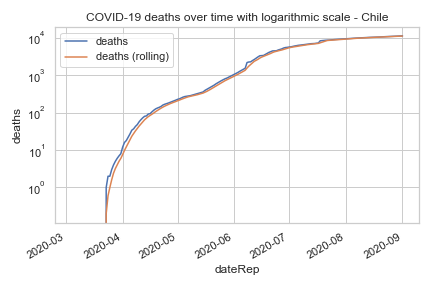 COVID-19 deaths over time with logarithmic scale - Chile
deaths
deaths (rolling)
10⁴
10³
10²
10¹
10⁰
deaths
2020-03
2020-04
2020-05
2020-06
2020-07
2020-08
2020-09
dateRep